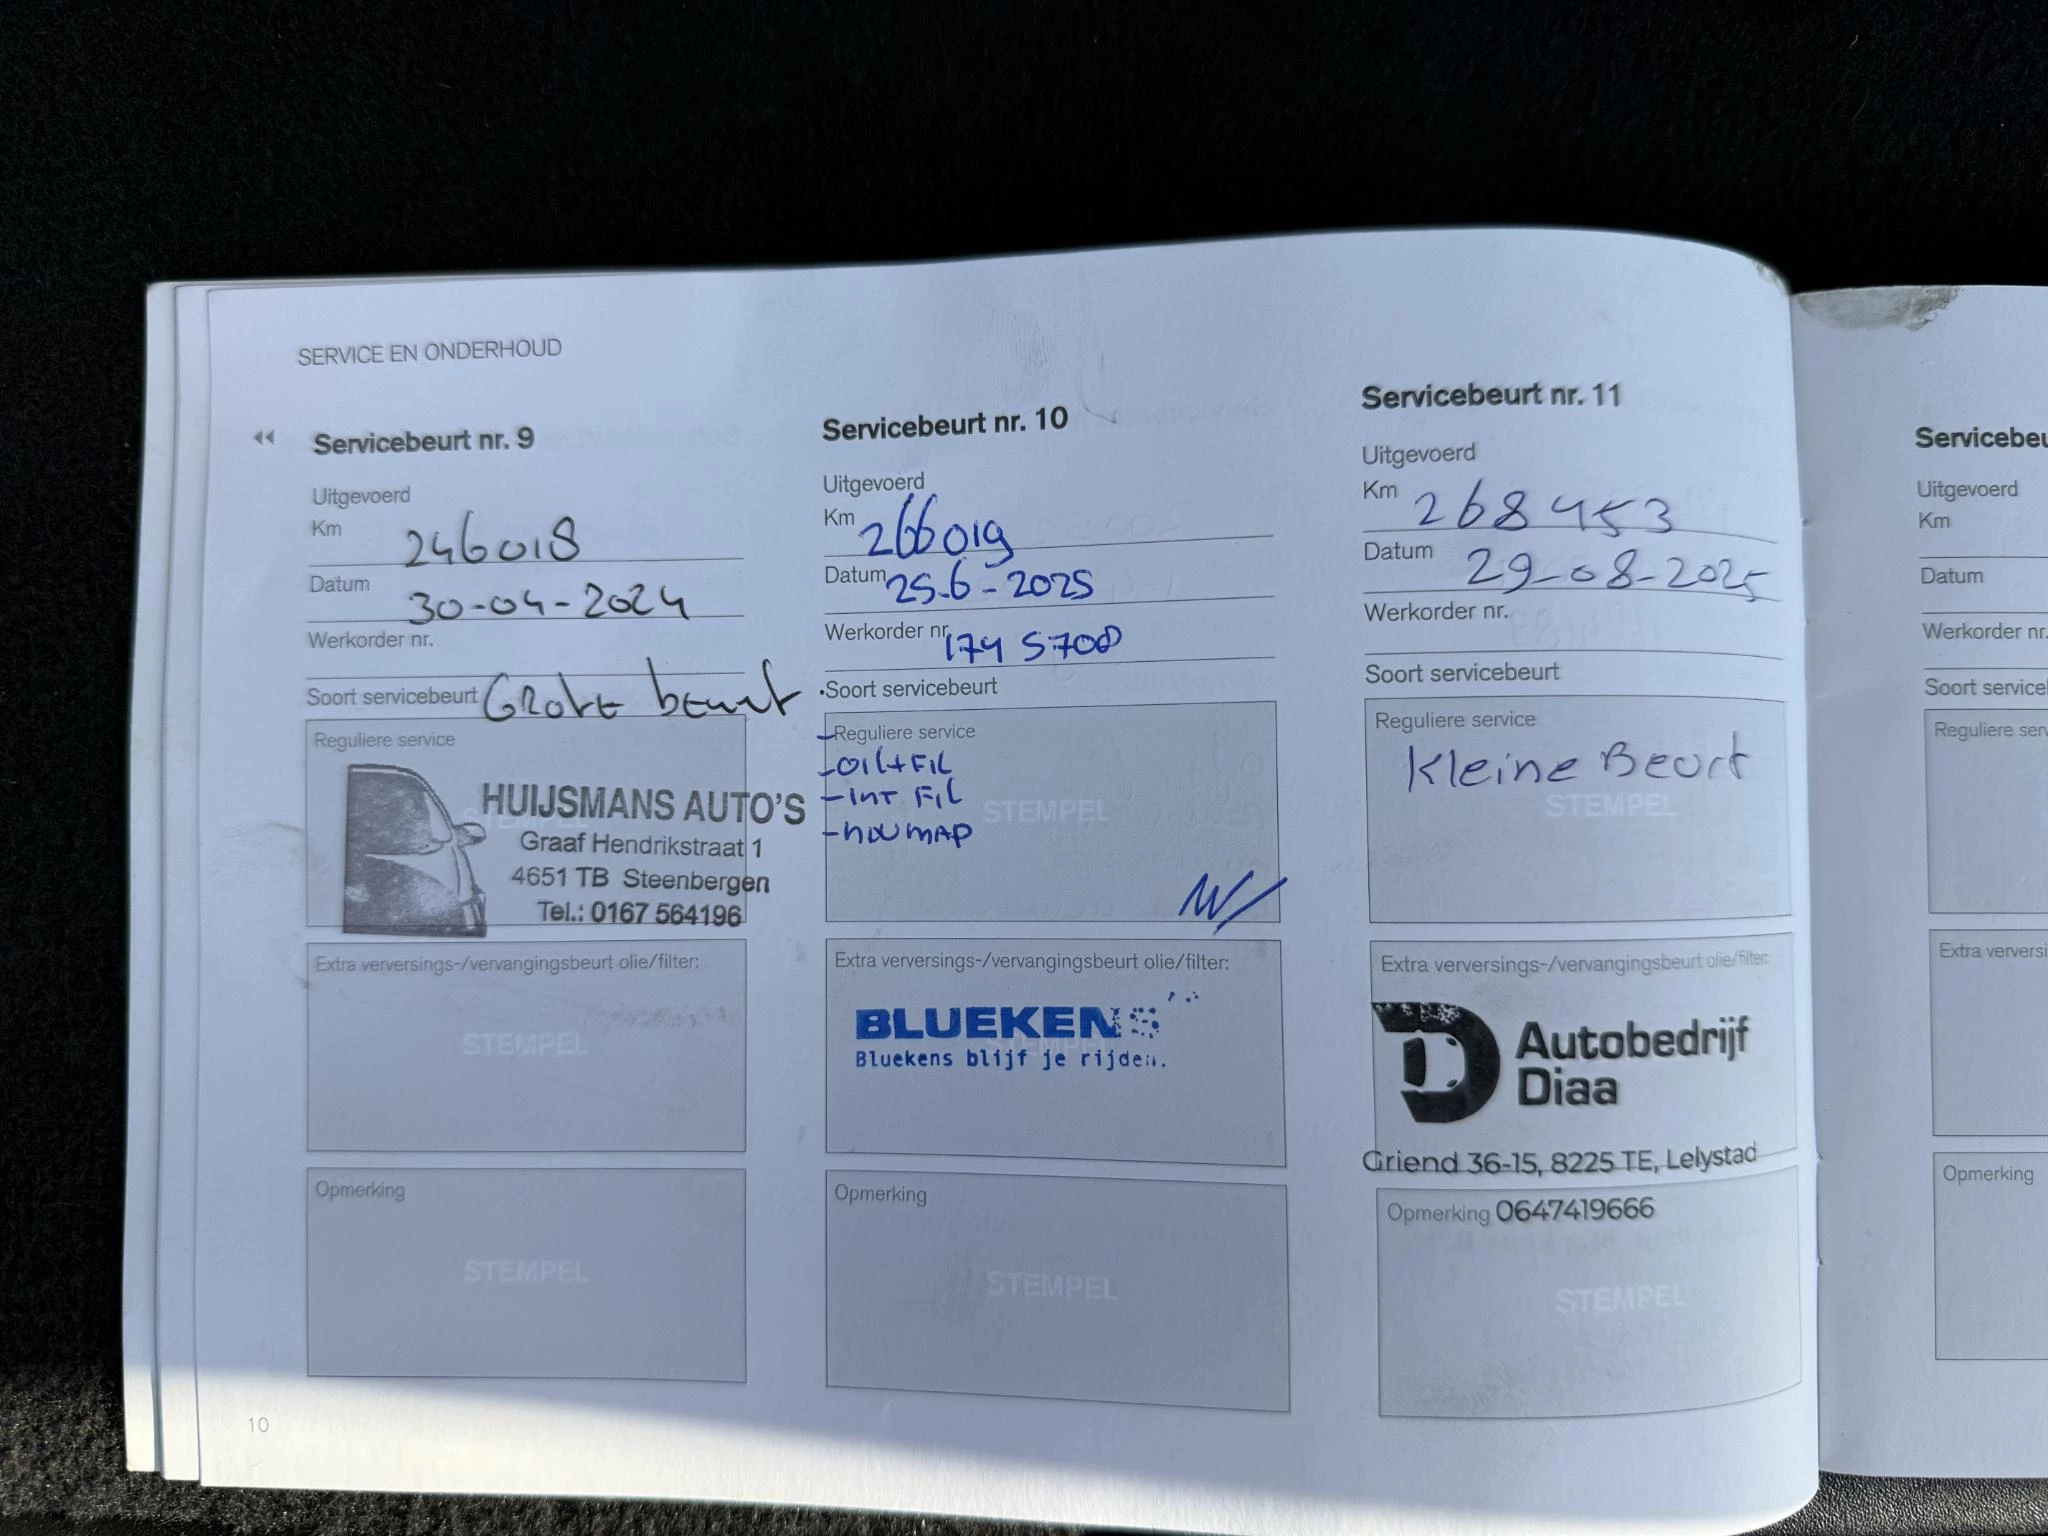 SERVICE EN ONDERHOUD
Servicebeurt nr. 9
Uitgevoerd
Km 246018
Datum 30-04-2024
Werkorder nr.
Soort servicebeurt Grote beurt
Reguliere service
STEMPEL
HUIJSMANS AUTO'S
Graaf Hendrikstraat 1
4651 TB Steenbergen
Tel.: 0167 564196
Extra verversings-/vervangingsbeurt olie/filter:
STEMPEL
Opmerking
STEMPEL
10
Servicebeurt nr. 10
Uitgevoerd
Km 266019
Datum 25-6-2025
Werkorder nr. 174 5708
Soort servicebeurt
Reguliere service
- OIL+FIL
- INT FIL
STEMPEL
Extra verversings-/vervangingsbeurt olie/filter:
BLUEKENS
Bluekens blijf je rijden.
STEMPEL
Opmerking
STEMPEL
Servicebeurt nr. 11
Uitgevoerd
Km 268453
Datum 29-08-2025
Werkorder nr.
Soort servicebeurt
Reguliere service
Kleine Beurt
STEMPEL
Extra verversings-/vervangingsbeurt olie/filter:
Autobedrijf
Diaa
Griend 36-15, 8225 TE, Lelystad
Opmerking 0647419666
STEMPEL
Servicebeu
Uitgevoerd
Km
Datum
Werkorder nr.
Soort service
Reguliere serv
Extra versersi
Opmerking